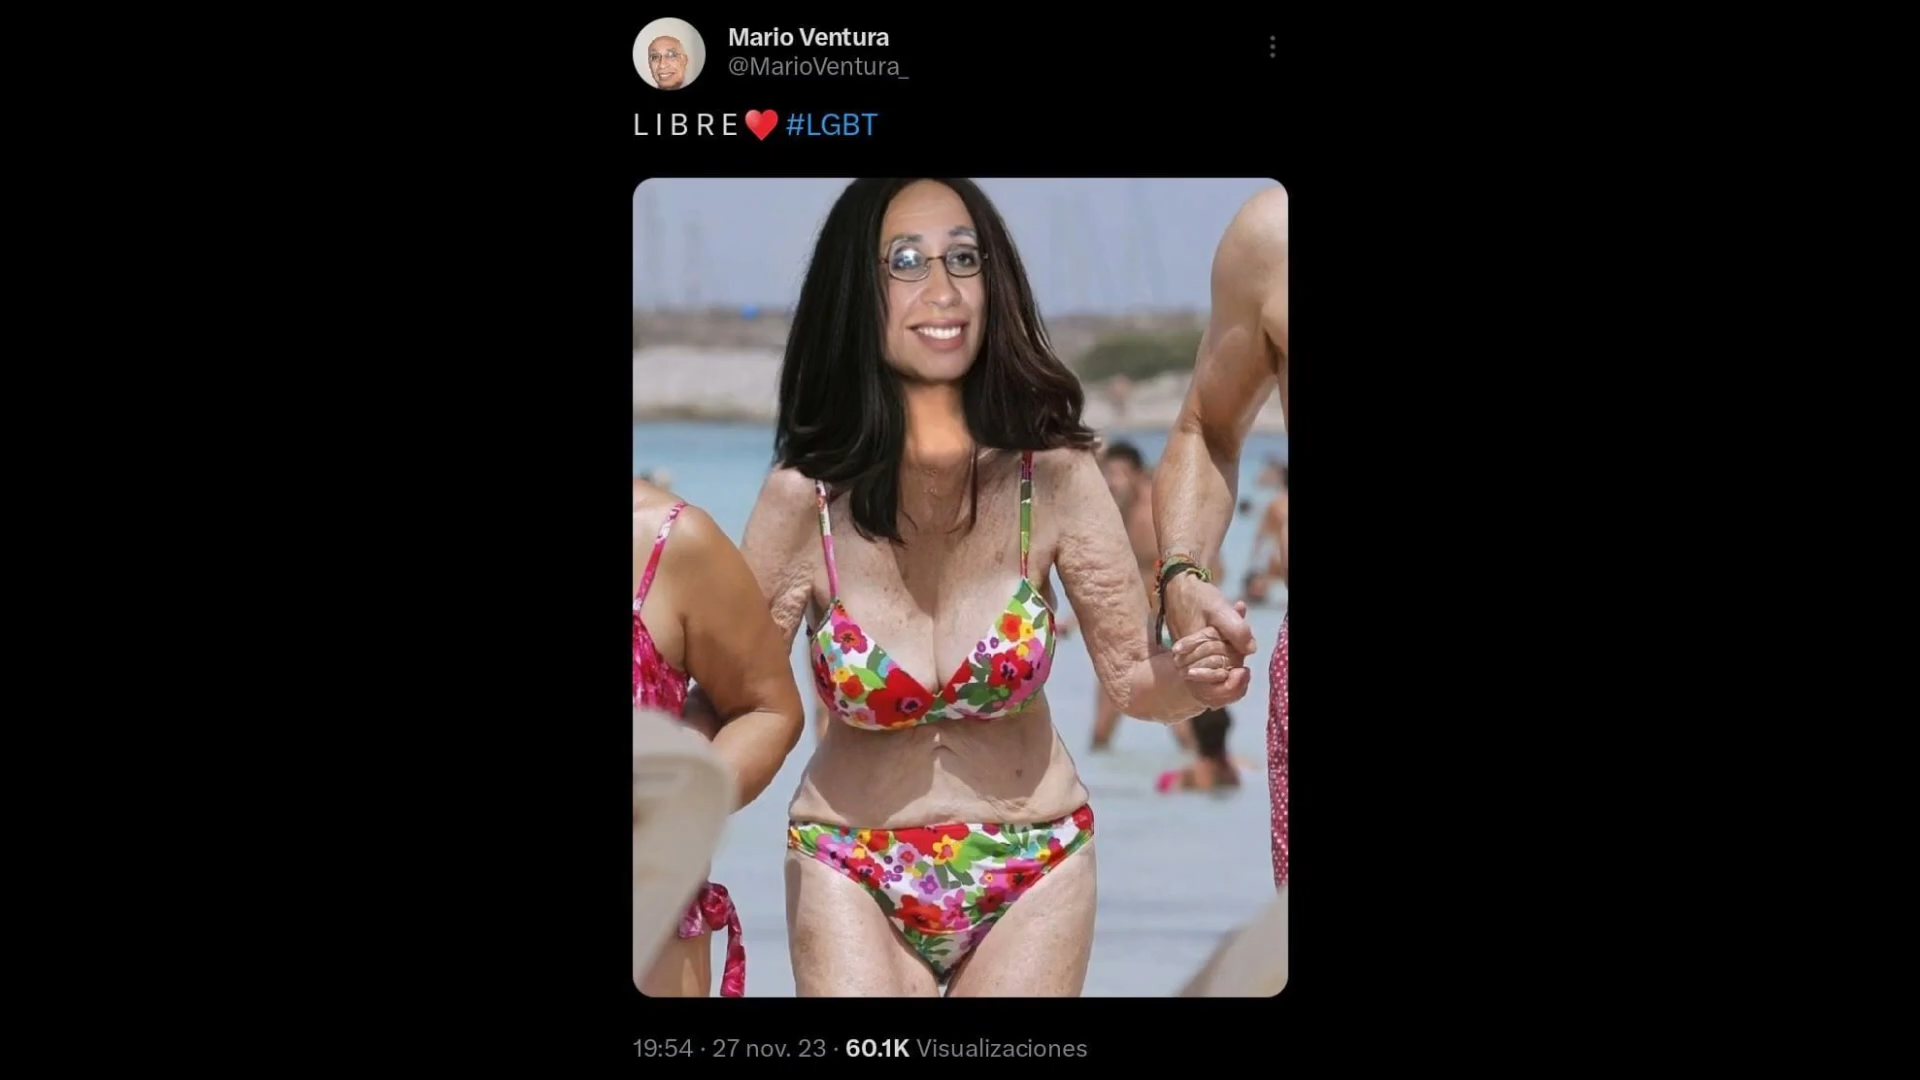 Mario Ventura
@MarioVentura_
L I B R E❤️ #LGBT
19:54 · 27 nov. 23 · 60.1K Visualizaciones